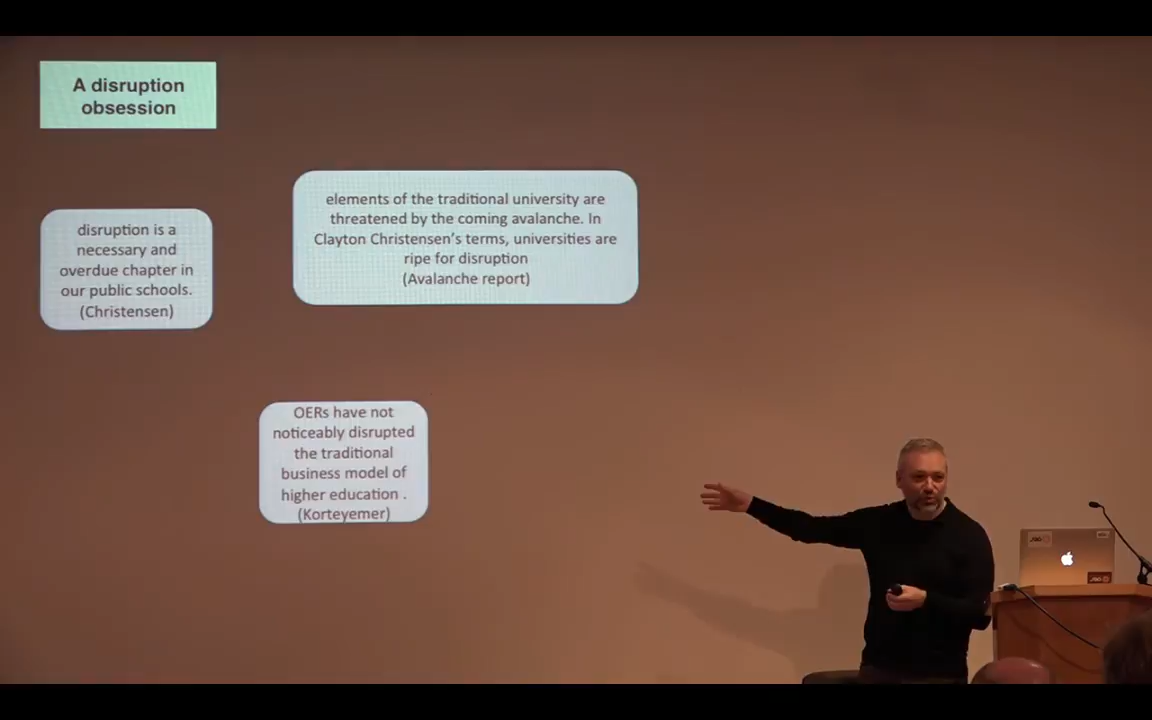 A disruption
obsession
disruption is a
necessary and
overdue chapter in
our public schools.
(Christensen)
elements of the traditional university are
threatened by the coming avalanche. In
Clayton Christensen's terms, universities are
ripe for disruption
(Avalanche report)
OERs have not
noticeably disrupted
the traditional
business model of
higher education .
(Korteyemer)